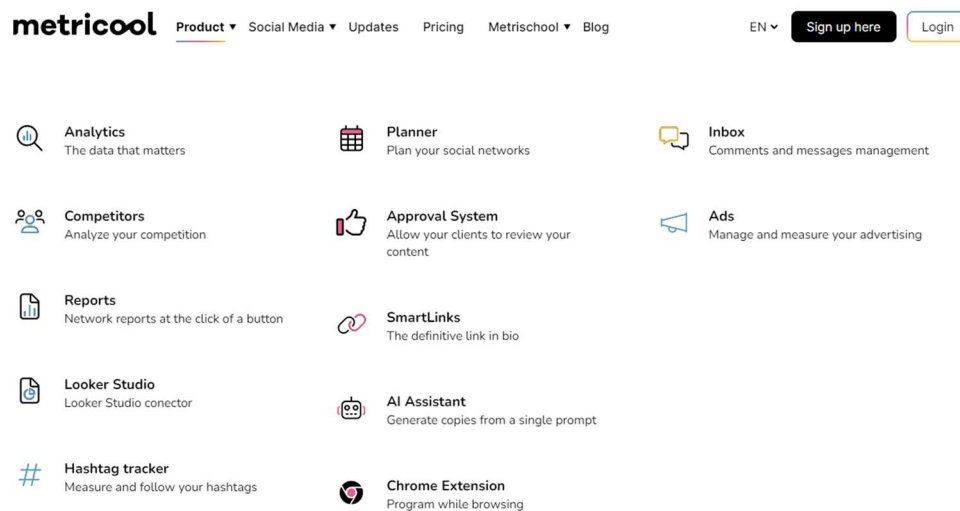 metricool Product ▾ Social Media ▾ Updates Pricing Metrischool ▾ Blog EN Sign up here Login
Analytics
The data that matters
Competitors
Analyze your competition
Reports
Network reports at the click of a button
Looker Studio
Looker Studio conector
Hashtag tracker
Measure and follow your hashtags
Planner
Plan your social networks
Approval System
Allow your clients to review your
content
SmartLinks
The definitive link in bio
AI Assistant
Generate copies from a single prompt
Chrome Extension
Program while browsing
Inbox
Comments and messages management
Ads
Manage and measure your advertising